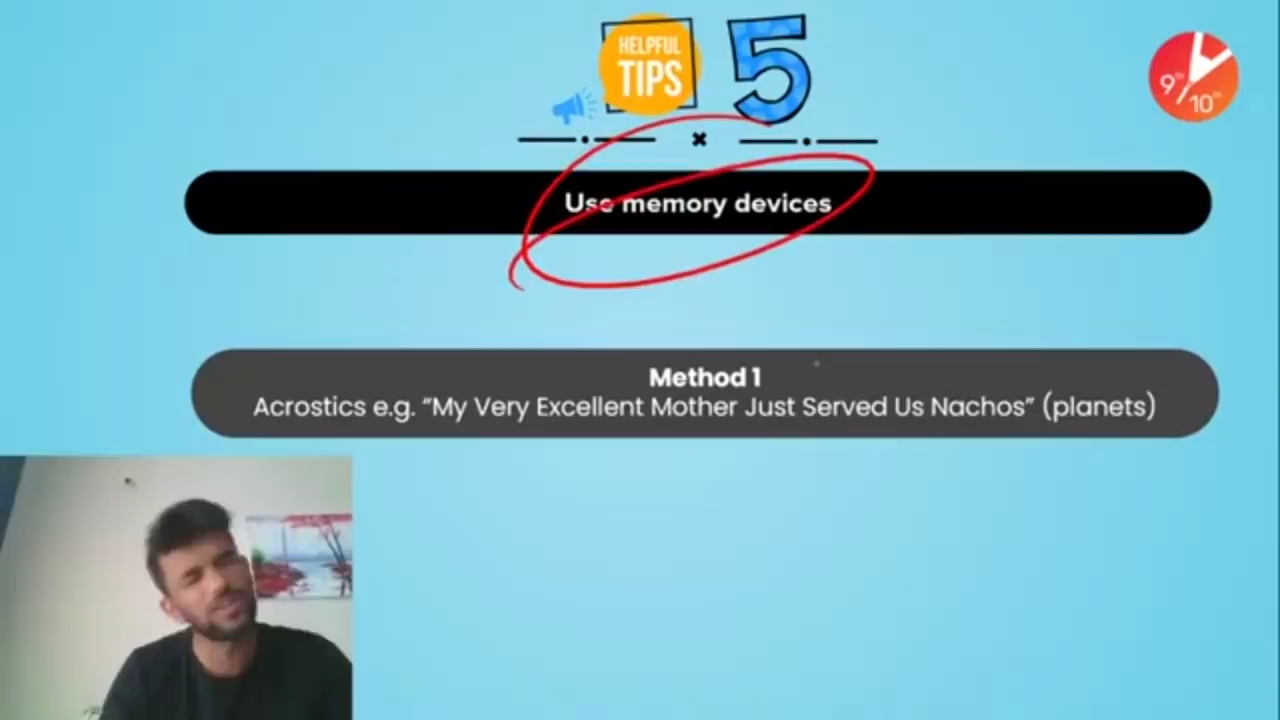 HELPFUL
TIPS
5
9th
10th
Use memory devices
Method 1
Acrostics e.g. “My Very Excellent Mother Just Served Us Nachos” (planets)